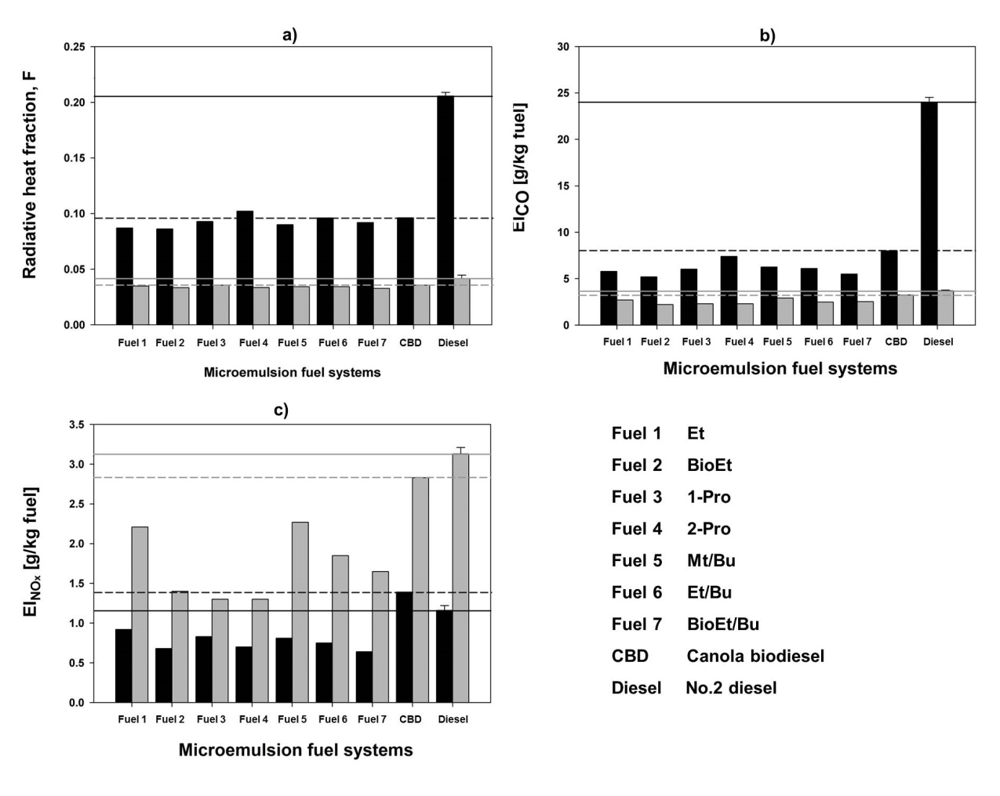 a)
Radiative heat fraction, F
0.25
0.20
0.15
0.10
0.05
0.00
Fuel 1 Fuel 2 Fuel 3 Fuel 4 Fuel 5 Fuel 6 Fuel 7 CBD Diesel
Microemulsion fuel systems
b)
EICO [g/kg fuel]
30
25
20
15
10
5
0
Fuel 1 Fuel 2 Fuel 3 Fuel 4 Fuel 5 Fuel 6 Fuel 7 CBD Diesel
Microemulsion fuel systems
c)
EINOx [g/kg fuel]
3.5
3.0
2.5
2.0
1.5
1.0
0.5
0.0
Fuel 1 Fuel 2 Fuel 3 Fuel 4 Fuel 5 Fuel 6 Fuel 7 CBD Diesel
Microemulsion fuel systems
Fuel 1 Et
Fuel 2 BioEt
Fuel 3 1-Pro
Fuel 4 2-Pro
Fuel 5 Mt/Bu
Fuel 6 Et/Bu
Fuel 7 BioEt/Bu
CBD Canola biodiesel
Diesel No.2 diesel